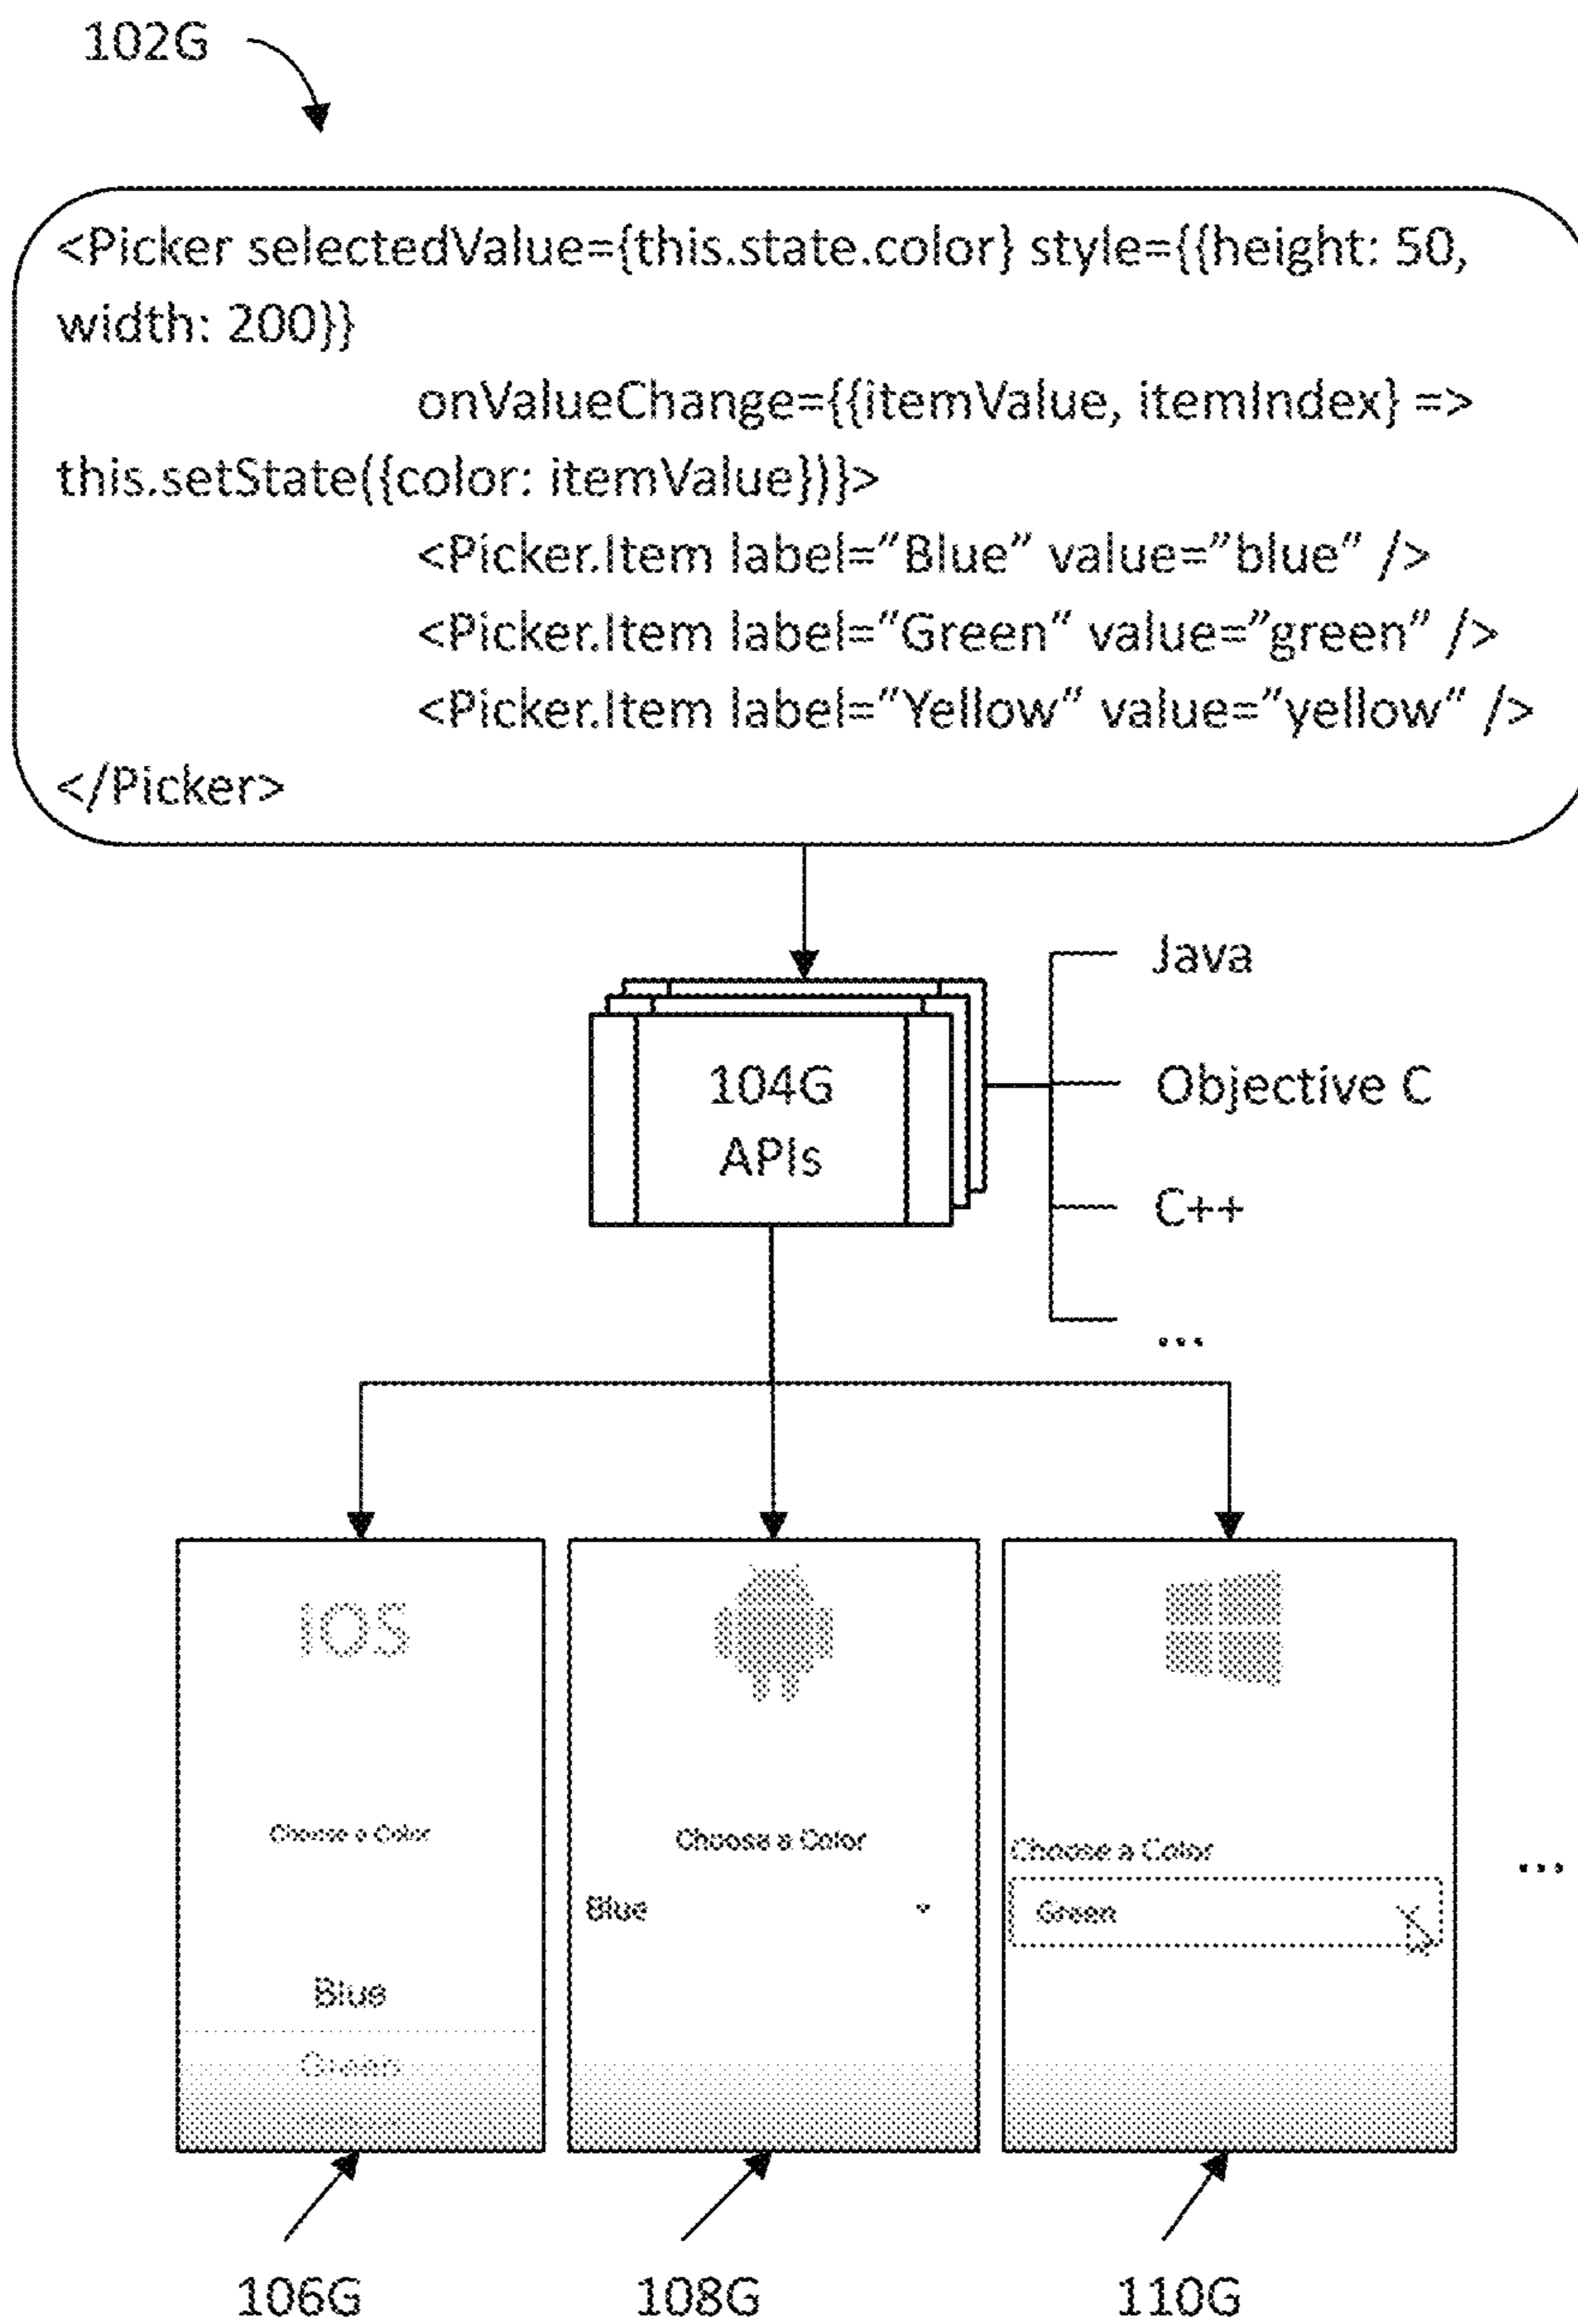 102G
<Picker selectedValue={this.state.color} style={{height: 50,
width: 200}}
onValueChange={{itemValue, itemIndex} =>
this.setState({color: itemValue})}>
<Picker.Item label="Blue" value="blue" />
<Picker.Item label="Green" value="green" />
<Picker.Item label="Yellow" value="yellow" />
</Picker>
104G
APIs
Java
Objective C
C++
...
iOS
Choose a Color
Blue
Green
Choose a Color
Blue
Choose a Color
Green
...
106G
108G
110G